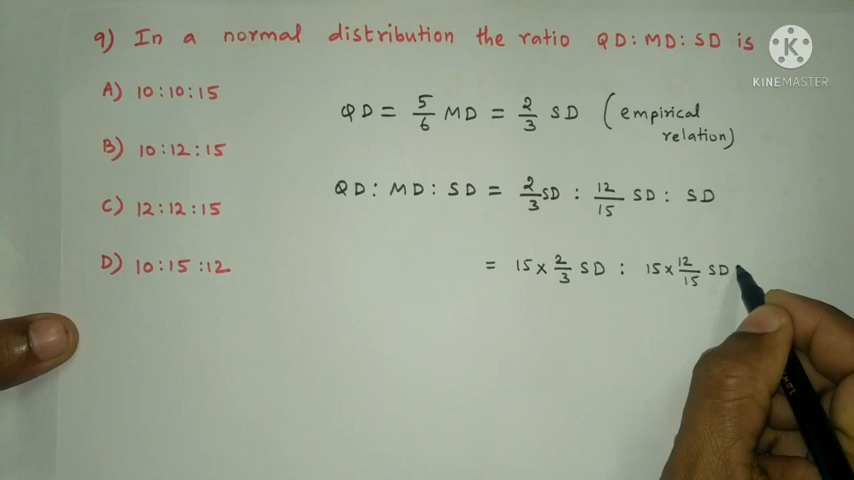 9) In a normal distribution the ratio QD : MD : SD is
K
KINEMASTER
A) 10 : 10 : 15
B) 10 : 12 : 15
C) 12 : 12 : 15
D) 10 : 15 : 12
QD = 5/6 MD = 2/3 SD (empirical relation)
QD : MD : SD = 2/3 SD : 12/15 SD : SD
= 15 × 2/3 SD : 15 × 12/15 SD